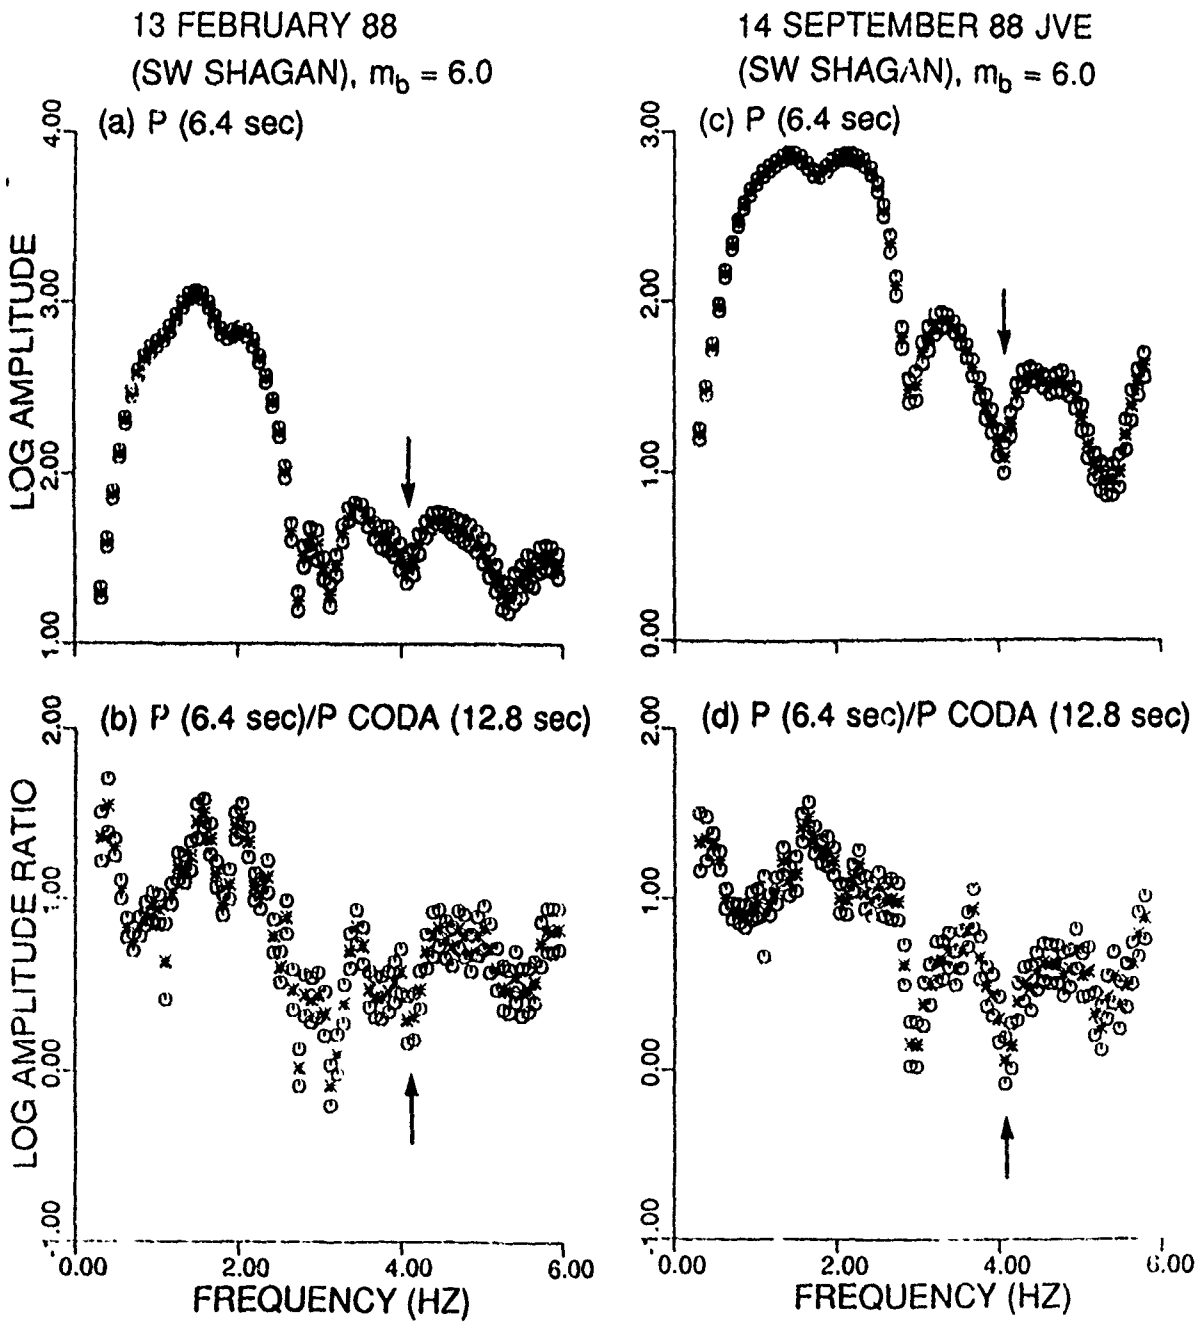 13 FEBRUARY 88
(SW SHAGAN), mb = 6.0
14 SEPTEMBER 88 JVE
(SW SHAGAN), mb = 6.0
(a) P (6.4 sec)
(c) P (6.4 sec)
LOG AMPLITUDE
4.00
3.00
2.00
1.00
3.00
2.00
1.00
0.00
(b) P (6.4 sec)/P CODA (12.8 sec)
(d) P (6.4 sec)/P CODA (12.8 sec)
LOG AMPLITUDE RATIO
2.00
1.00
0.00
-1.00
2.00
1.00
0.00
-1.00
0.00 2.00 4.00 6.00
0.00 2.00 4.00 6.00
FREQUENCY (HZ)
FREQUENCY (HZ)